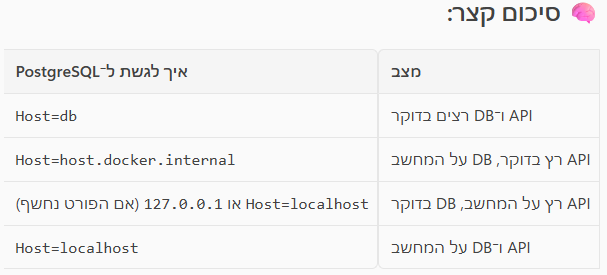 🧠 סיכום קצר:
מצב	איך לגשת ל־PostgreSQL
API ו־DB רצים בדוקר	Host=db
API רץ בדוקר, DB על המחשב	Host=host.docker.internal
API רץ על המחשב, DB בדוקר	Host=localhost או 127.0.0.1 (אם הפורט נחשף)
API ו־DB על המחשב	Host=localhost